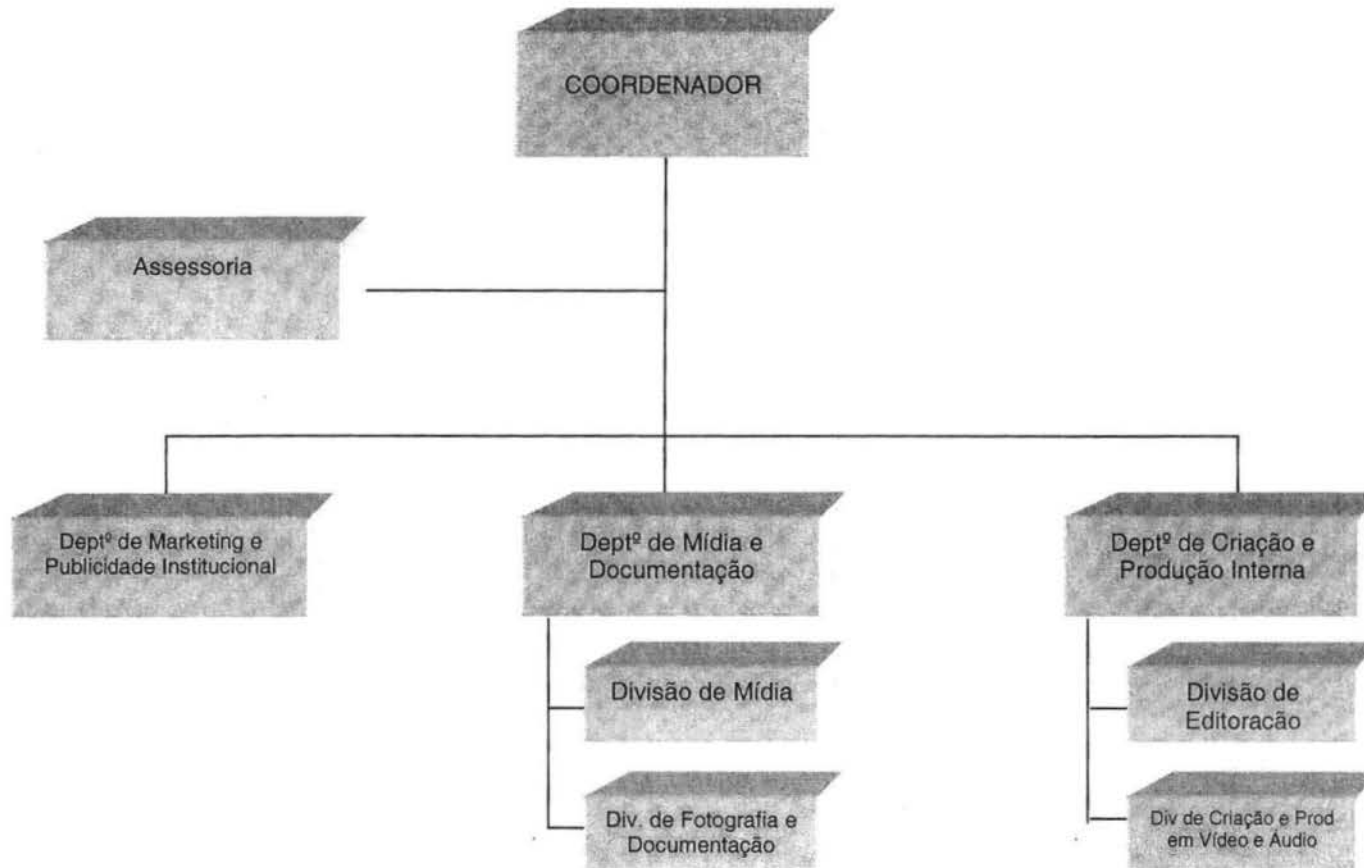 COORDENADOR
Assessoria
Deptº de Marketing e
Publicidade Institucional
Deptº de Mídia e
Documentação
Deptº de Criação e
Produção Interna
Divisão de Mídia
Divisão de
Editoracão
Div. de Fotografia e
Documentação
Div de Criação e Prod
em Vídeo e Áudio